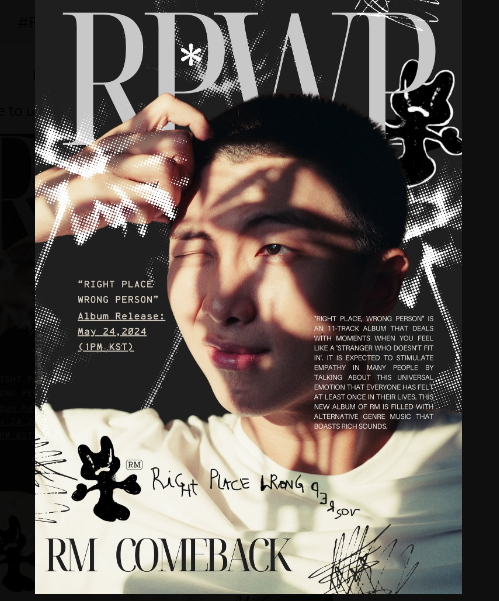 RPWP
*
"RIGHT PLACE
WRONG PERSON"
Album Release:
May 24,2024
(1PM KST)
"RIGHT PLACE, WRONG PERSON" IS
AN 11-TRACK ALBUM THAT DEALS
WITH MOMENTS WHEN YOU FEEL
LIKE A 'STRANGER WHO DOESN'T FIT
IN'. IT IS EXPECTED TO STIMULATE
EMPATHY IN MANY PEOPLE BY
TALKING ABOUT THIS UNIVERSAL
EMOTION THAT EVERYONE HAS FELT
AT LEAST ONCE IN THEIR LIVES. THIS
NEW ALBUM OF RM IS FILLED WITH
ALTERNATIVE GENRE MUSIC THAT
BOASTS RICH SOUNDS.
RM
RiGHT PLACE WRONG PERSON
RM COMEBACK